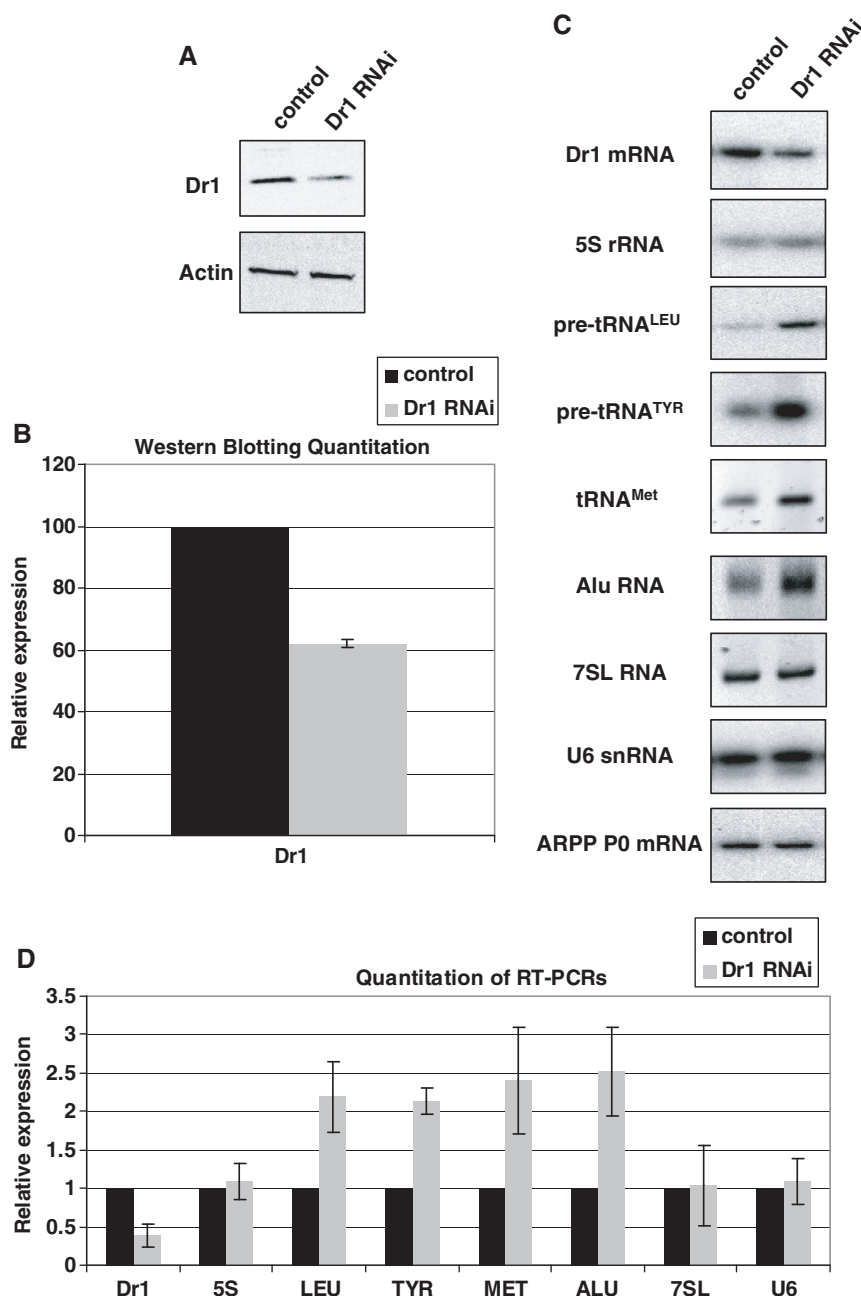 A
control
Dr1 RNAi
Dr1
Actin
control
Dr1 RNAi
B
Western Blotting Quantitation
120
100
80
60
40
20
0
Relative expression
Dr1
C
control
Dr1 RNAi
Dr1 mRNA
5S rRNA
pre-tRNALEU
pre-tRNATYR
tRNAMet
Alu RNA
7SL RNA
U6 snRNA
ARPP P0 mRNA
control
Dr1 RNAi
D
Quantitation of RT-PCRs
3.5
3
2.5
2
1.5
1
0.5
0
Relative expression
Dr1 5S LEU TYR MET ALU 7SL U6